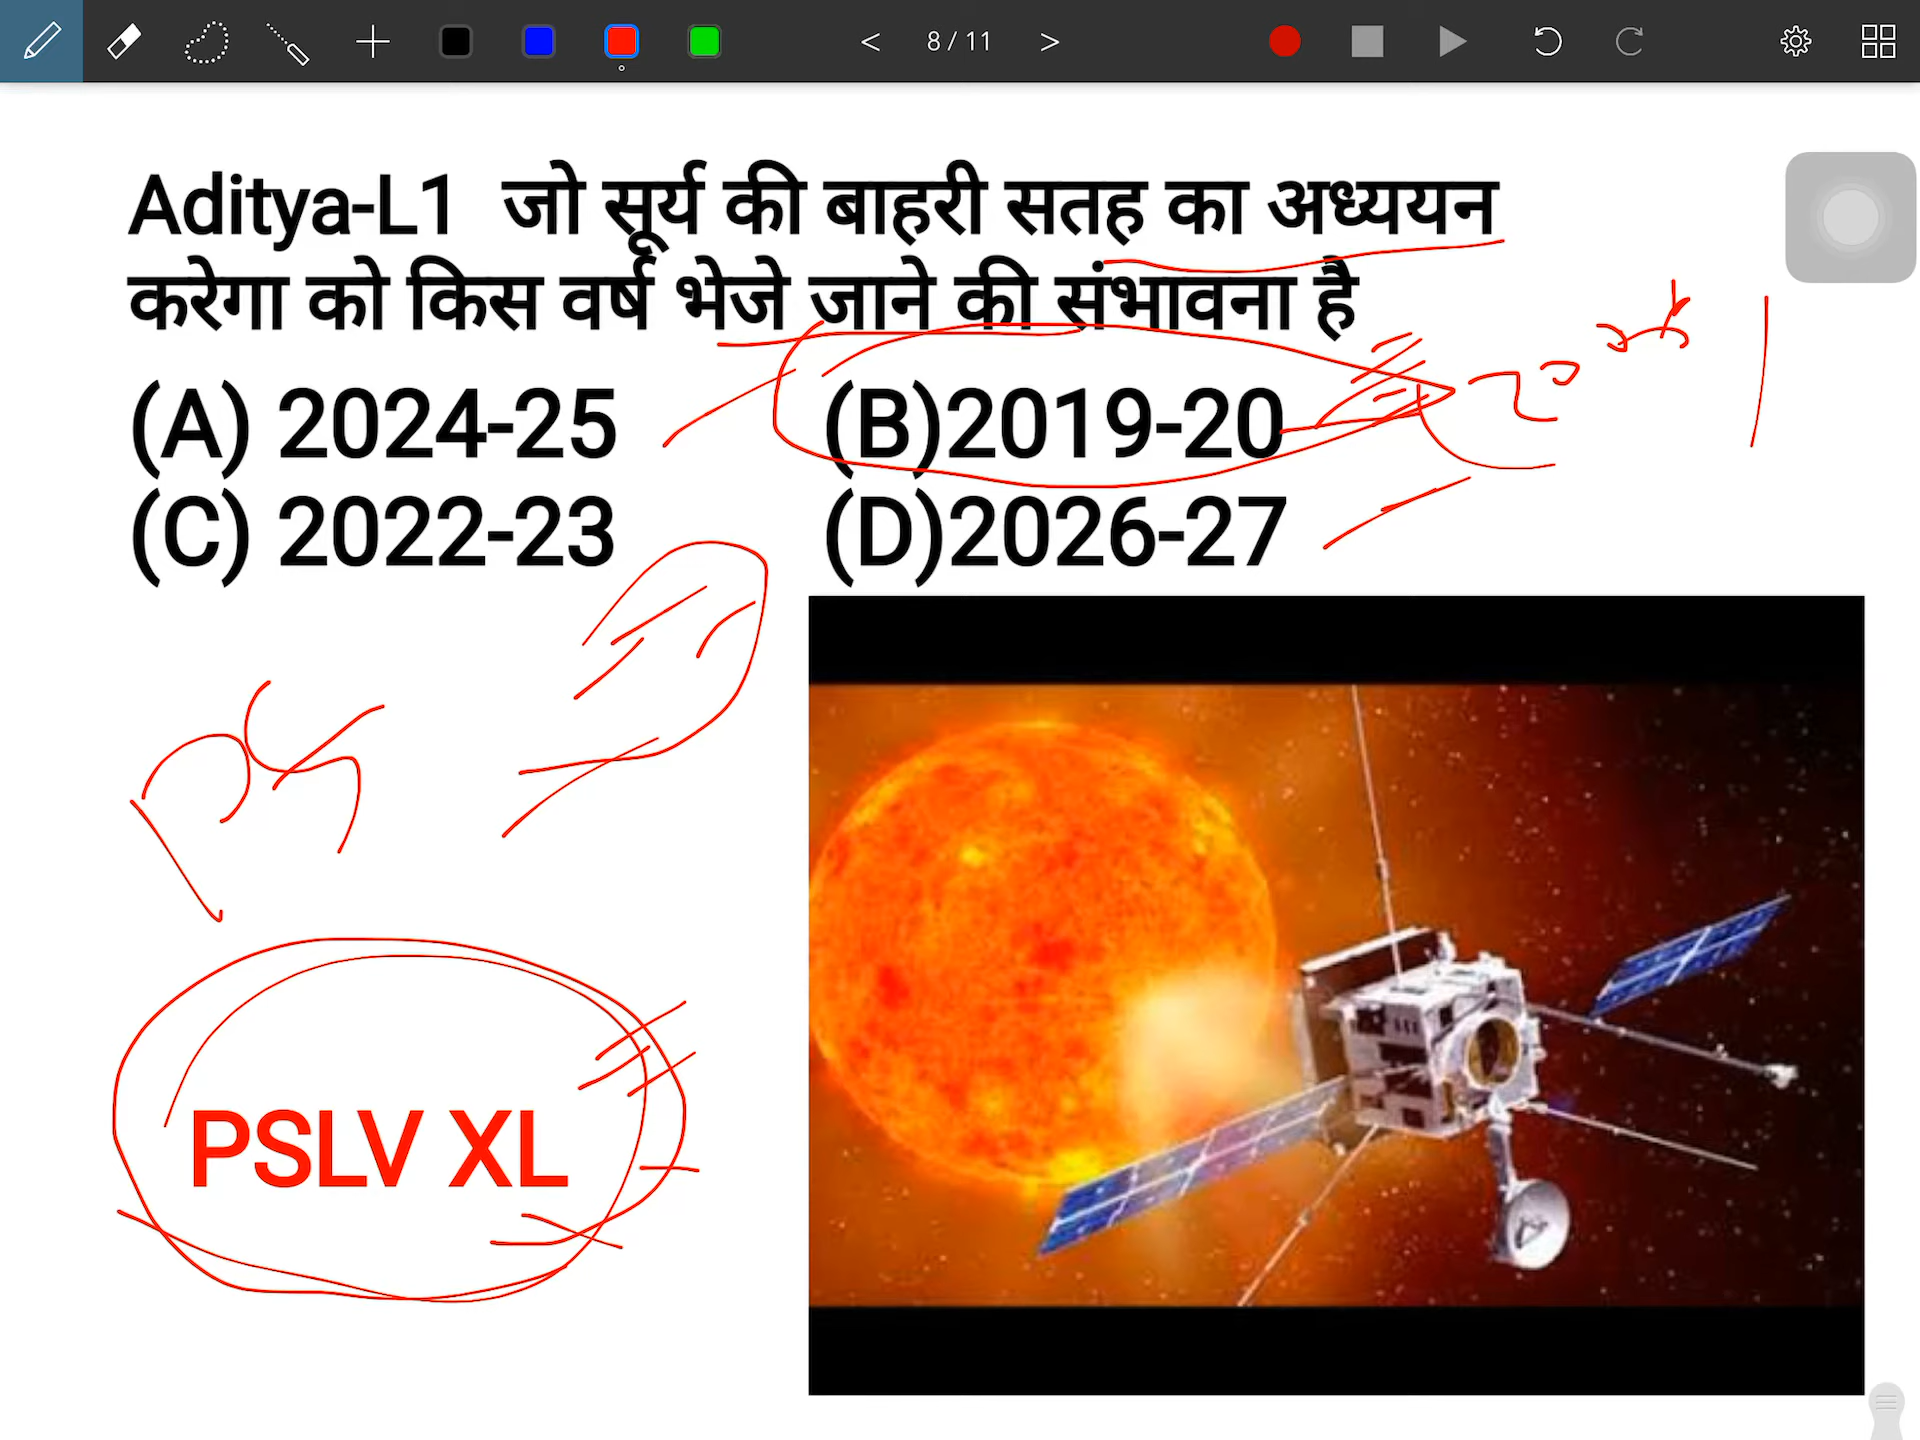 8 / 11
Aditya-L1 जो सूर्य की बाहरी सतह का अध्ययन
करेगा को किस वर्ष भेजे जाने की संभावना है
(A) 2024-25 (B)2019-20
(C) 2022-23 (D)2026-27
PSLV XL